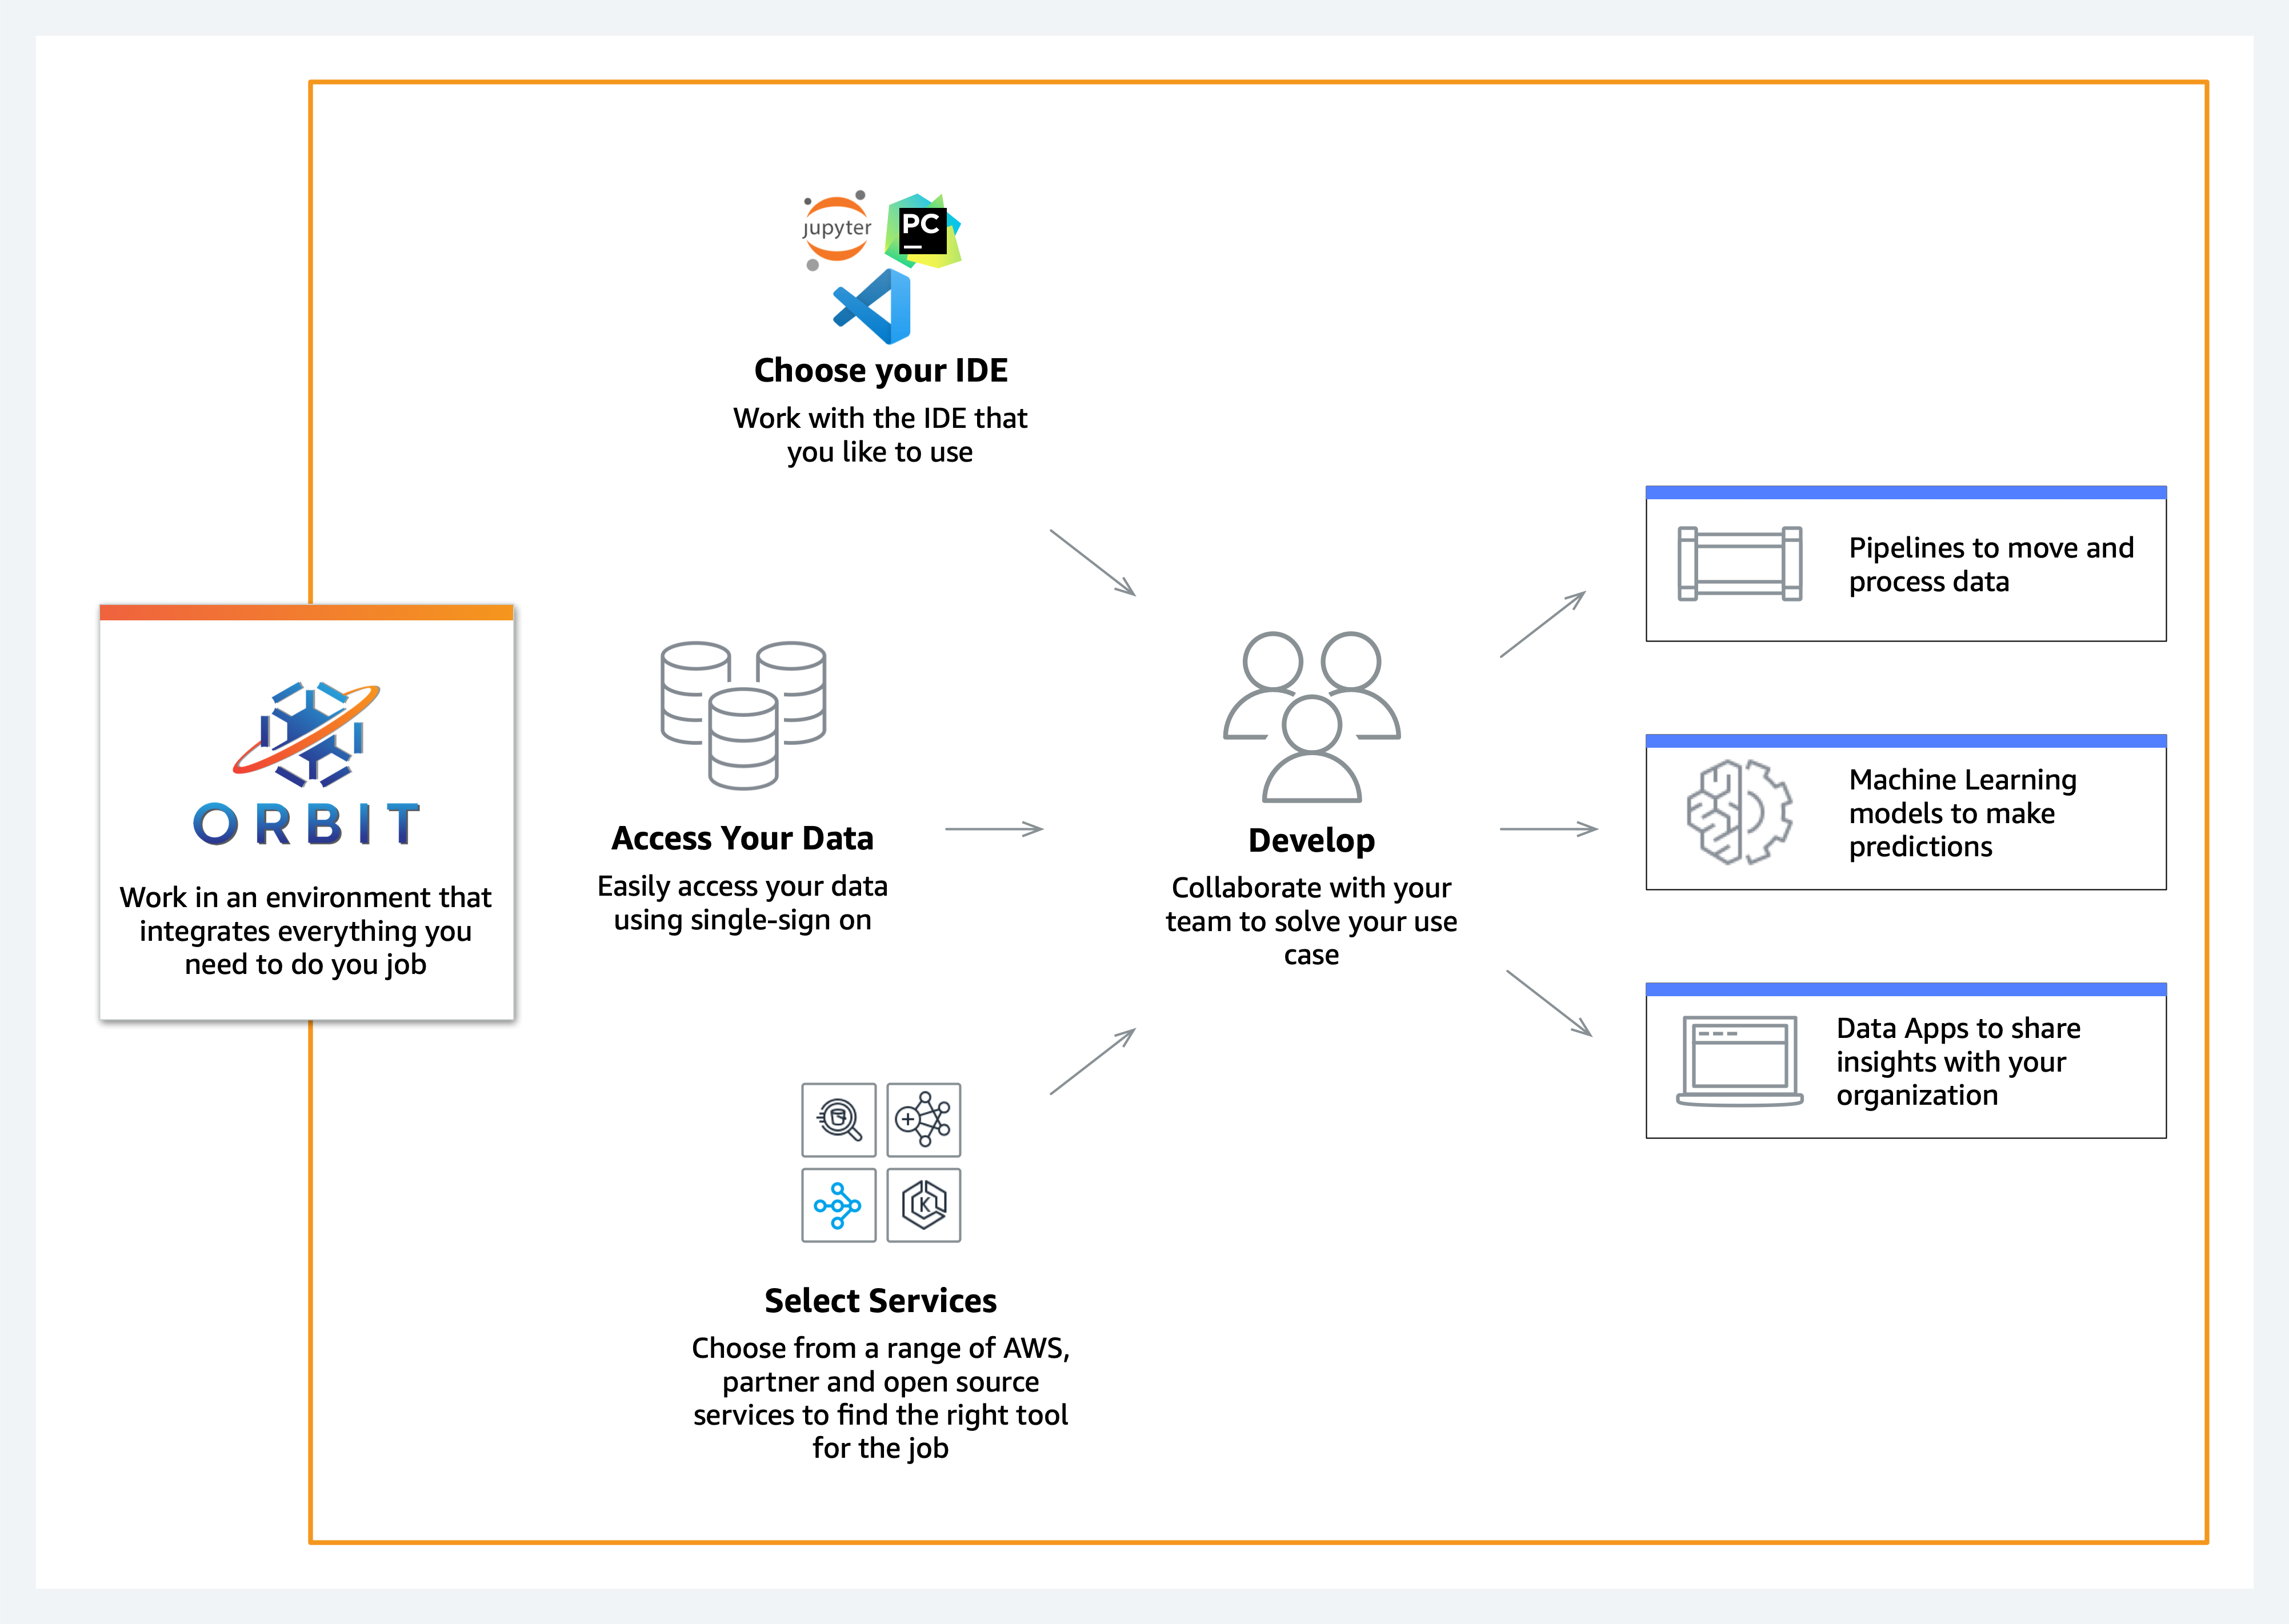 jupyter
PC
Choose your IDE
Work with the IDE that
you like to use
ORBIT
Work in an environment that
integrates everything you
need to do you job
Access Your Data
Easily access your data
using single-sign on
Select Services
Choose from a range of AWS,
partner and open source
services to find the right tool
for the job
K
Develop
Collaborate with your
team to solve your use
case
Pipelines to move and
process data
Machine Learning
models to make
predictions
Data Apps to share
insights with your
organization